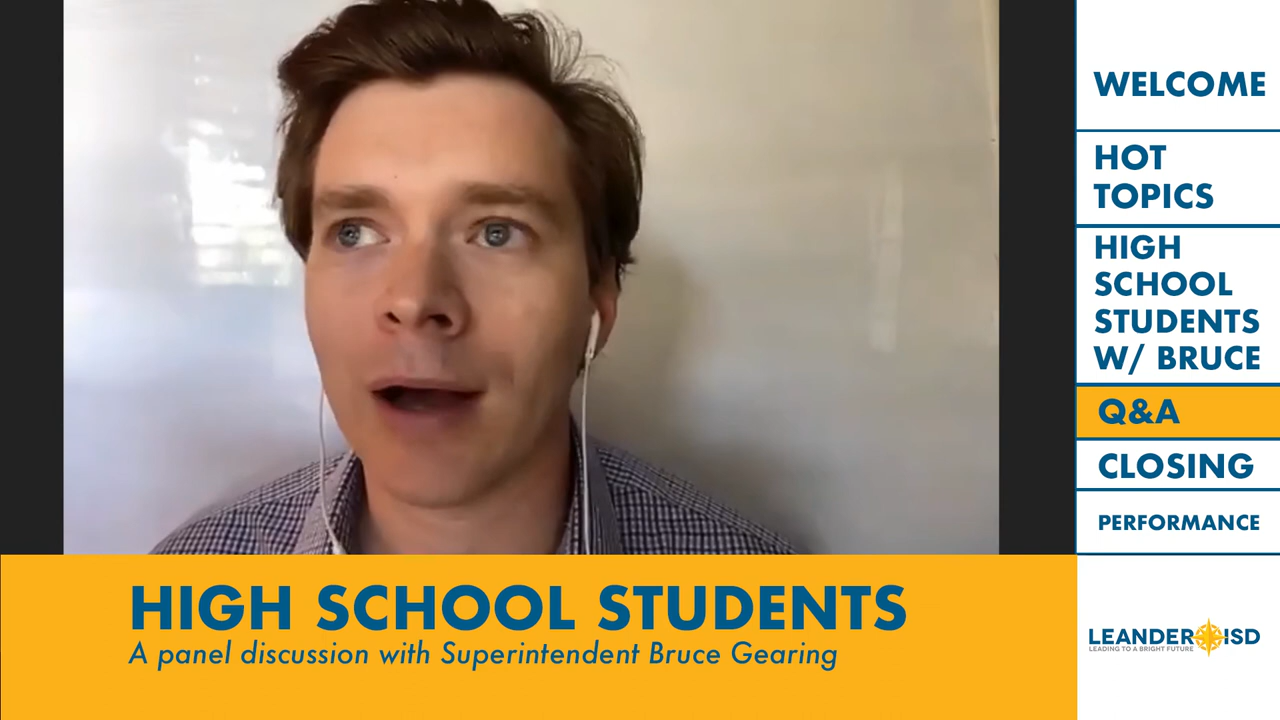 WELCOME
HOT
TOPICS
HIGH
SCHOOL
STUDENTS
W/ BRUCE
Q&A
CLOSING
PERFORMANCE
HIGH SCHOOL STUDENTS
A panel discussion with Superintendent Bruce Gearing
LEANDER ISD
LEADING TO A BRIGHT FUTURE